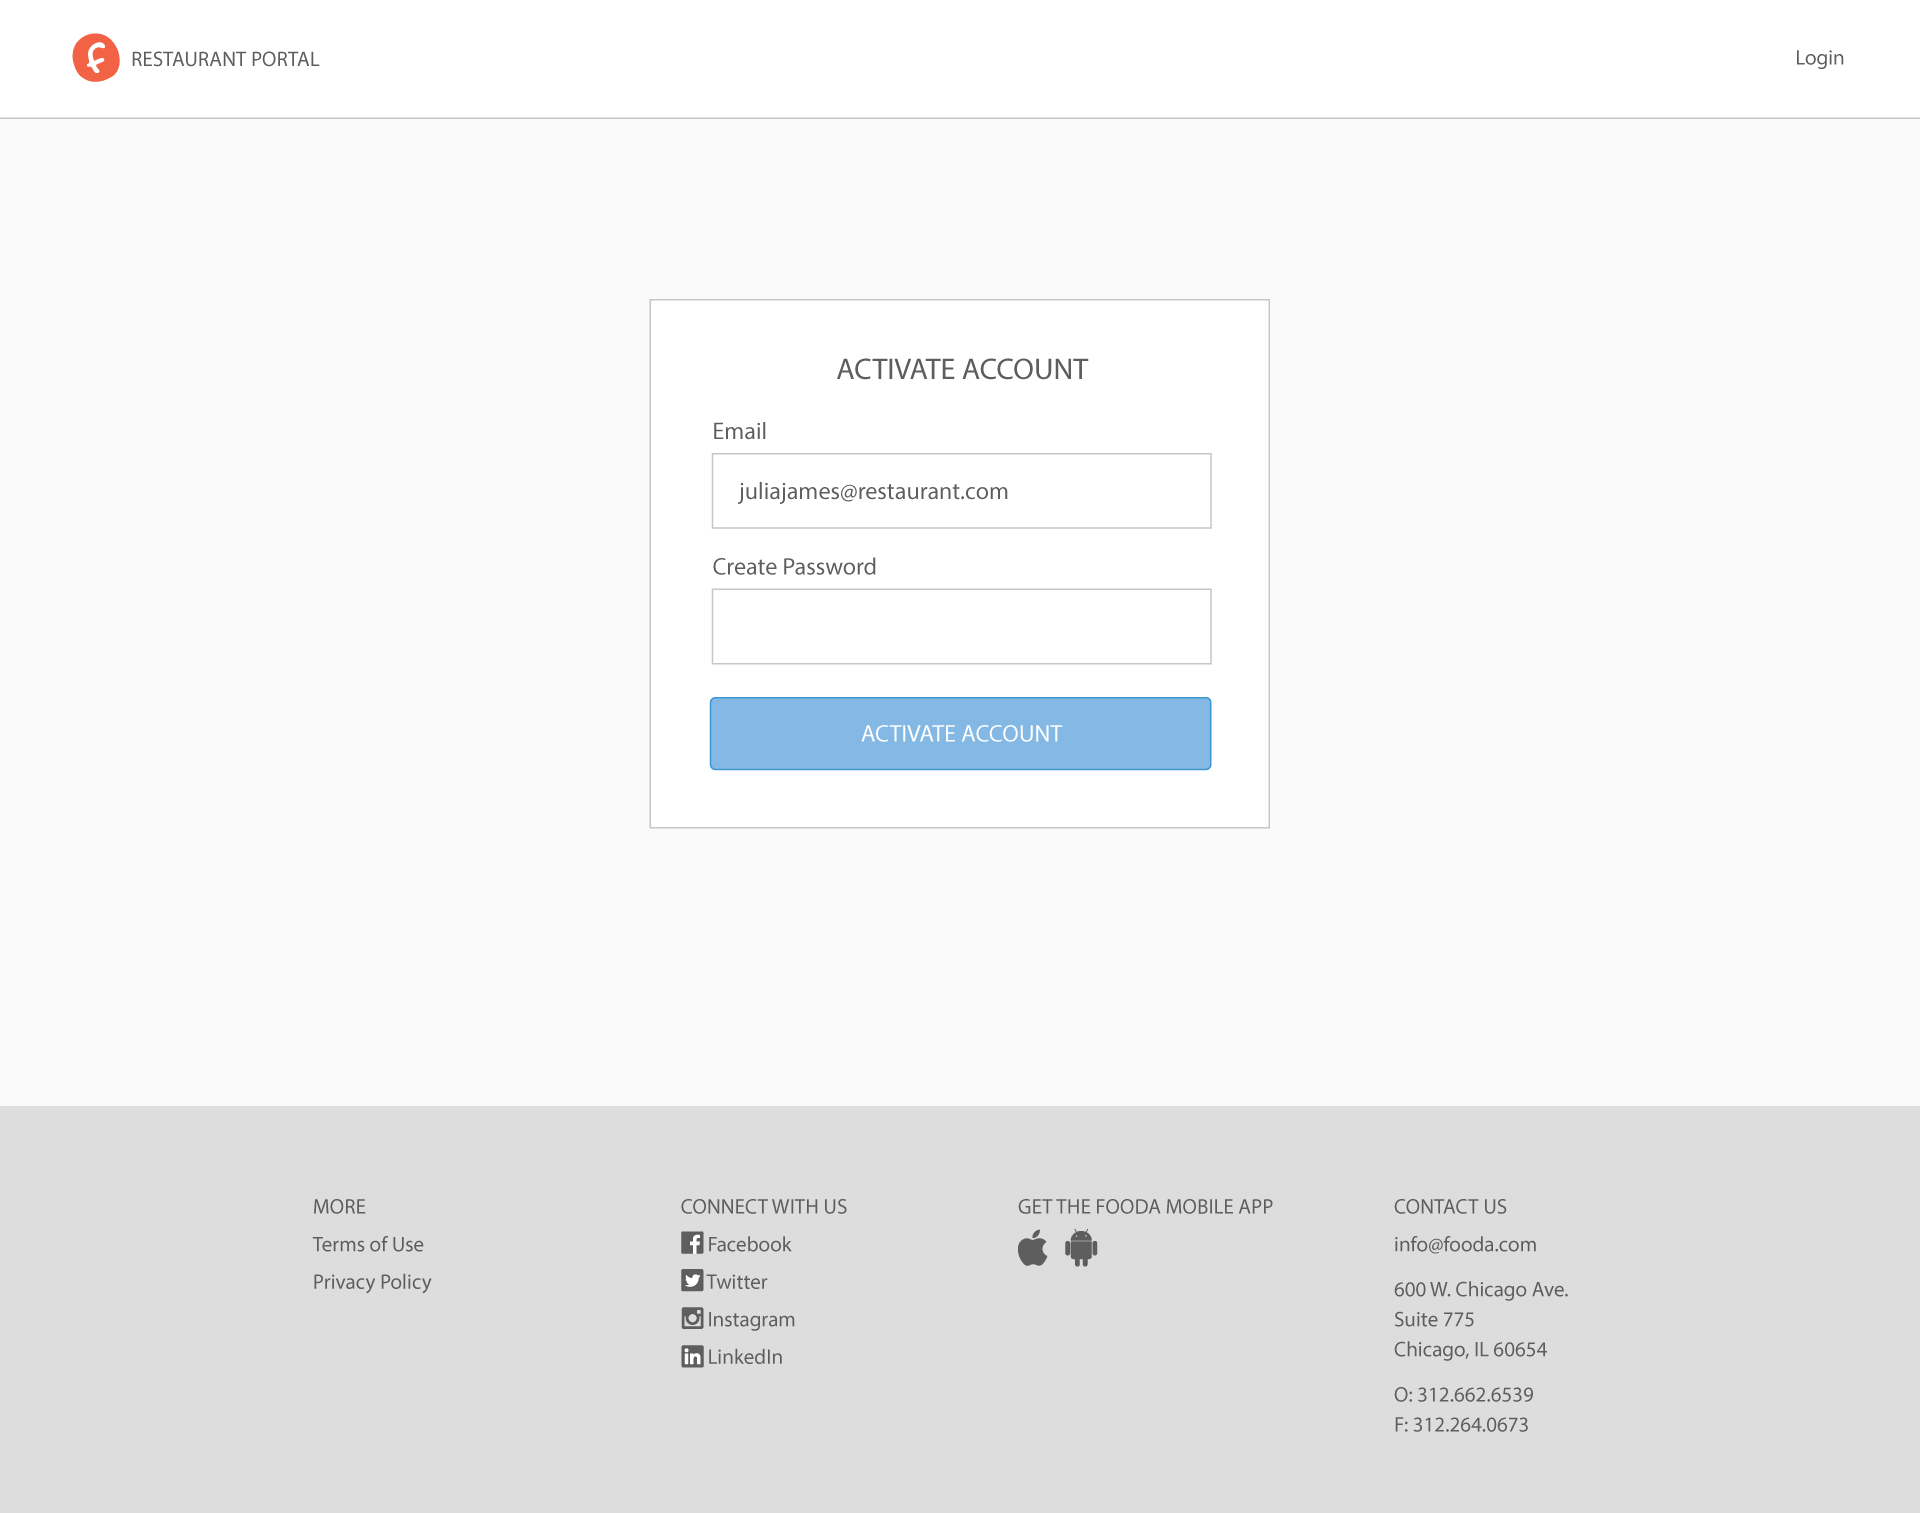 RESTAURANT PORTAL
Login
ACTIVATE ACCOUNT
Email
juliajames@restaurant.com
Create Password
ACTIVATE ACCOUNT
MORE
Terms of Use
Privacy Policy
CONNECT WITH US
Facebook
Twitter
Instagram
LinkedIn
GET THE FOODA MOBILE APP
CONTACT US
info@fooda.com
600 W. Chicago Ave.
Suite 775
Chicago, IL 60654
O: 312.662.6539
F: 312.264.0673